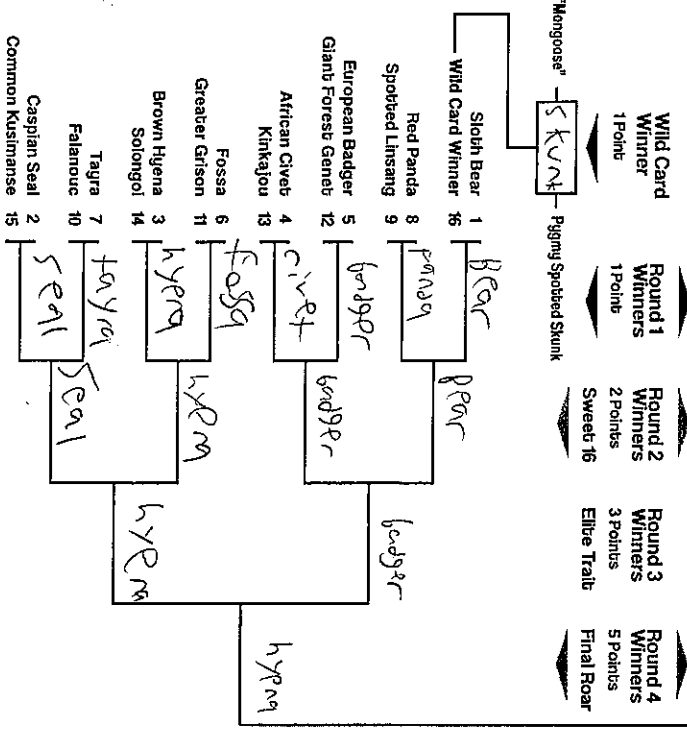 Wild Card
Winner
1 Point
Round 1
Winners
1 Point
Round 2
Winners
2 Points
Sweet 16
Round 3
Winners
3 Points
Elite Trait
Round 4
Winners
5 Points
Final Roar
"Mongoose"
Skunk
Pygmy Spotted Skunk
Sloth Bear 1
Wild Card Winner 16
Red Panda 8
Spotted Linsang 9
European Badger 5
Giant Forest Genet 12
African Civet 4
Kinkajou 13
Fossa 6
Greater Grison 11
Brown Hyena 3
Solongoi 14
Tayra 7
Falanouc 10
Caspian Seal 2
Common Kusimanse 15
Bear
panda
badger
civet
fossa
hyena
tayra
Seal
Bear
badger
hyena
Seal
badger
hyena
hyena